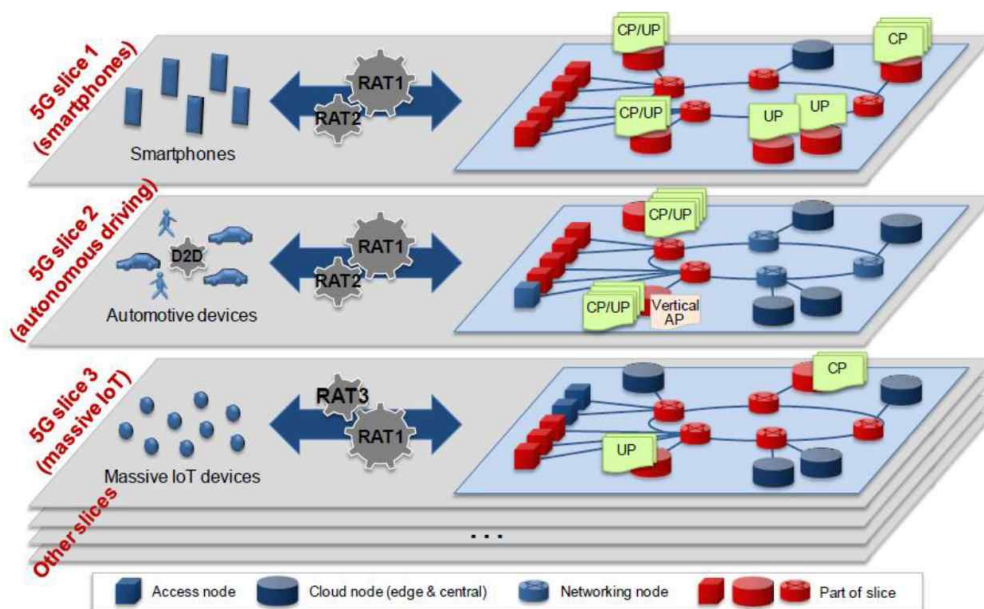 5G slice 1
(smartphones)
Smartphones
RAT1
RAT2
CP/UP
CP
CP/UP
UP
UP
5G slice 2
(autonomous driving)
D2D
Automotive devices
RAT1
RAT2
CP/UP
CP/UP
Vertical
AP
5G slice 3
(massive IoT)
Massive IoT devices
RAT3
RAT1
CP
UP
Other slices
...
Access node
Cloud node (edge & central)
Networking node
Part of slice